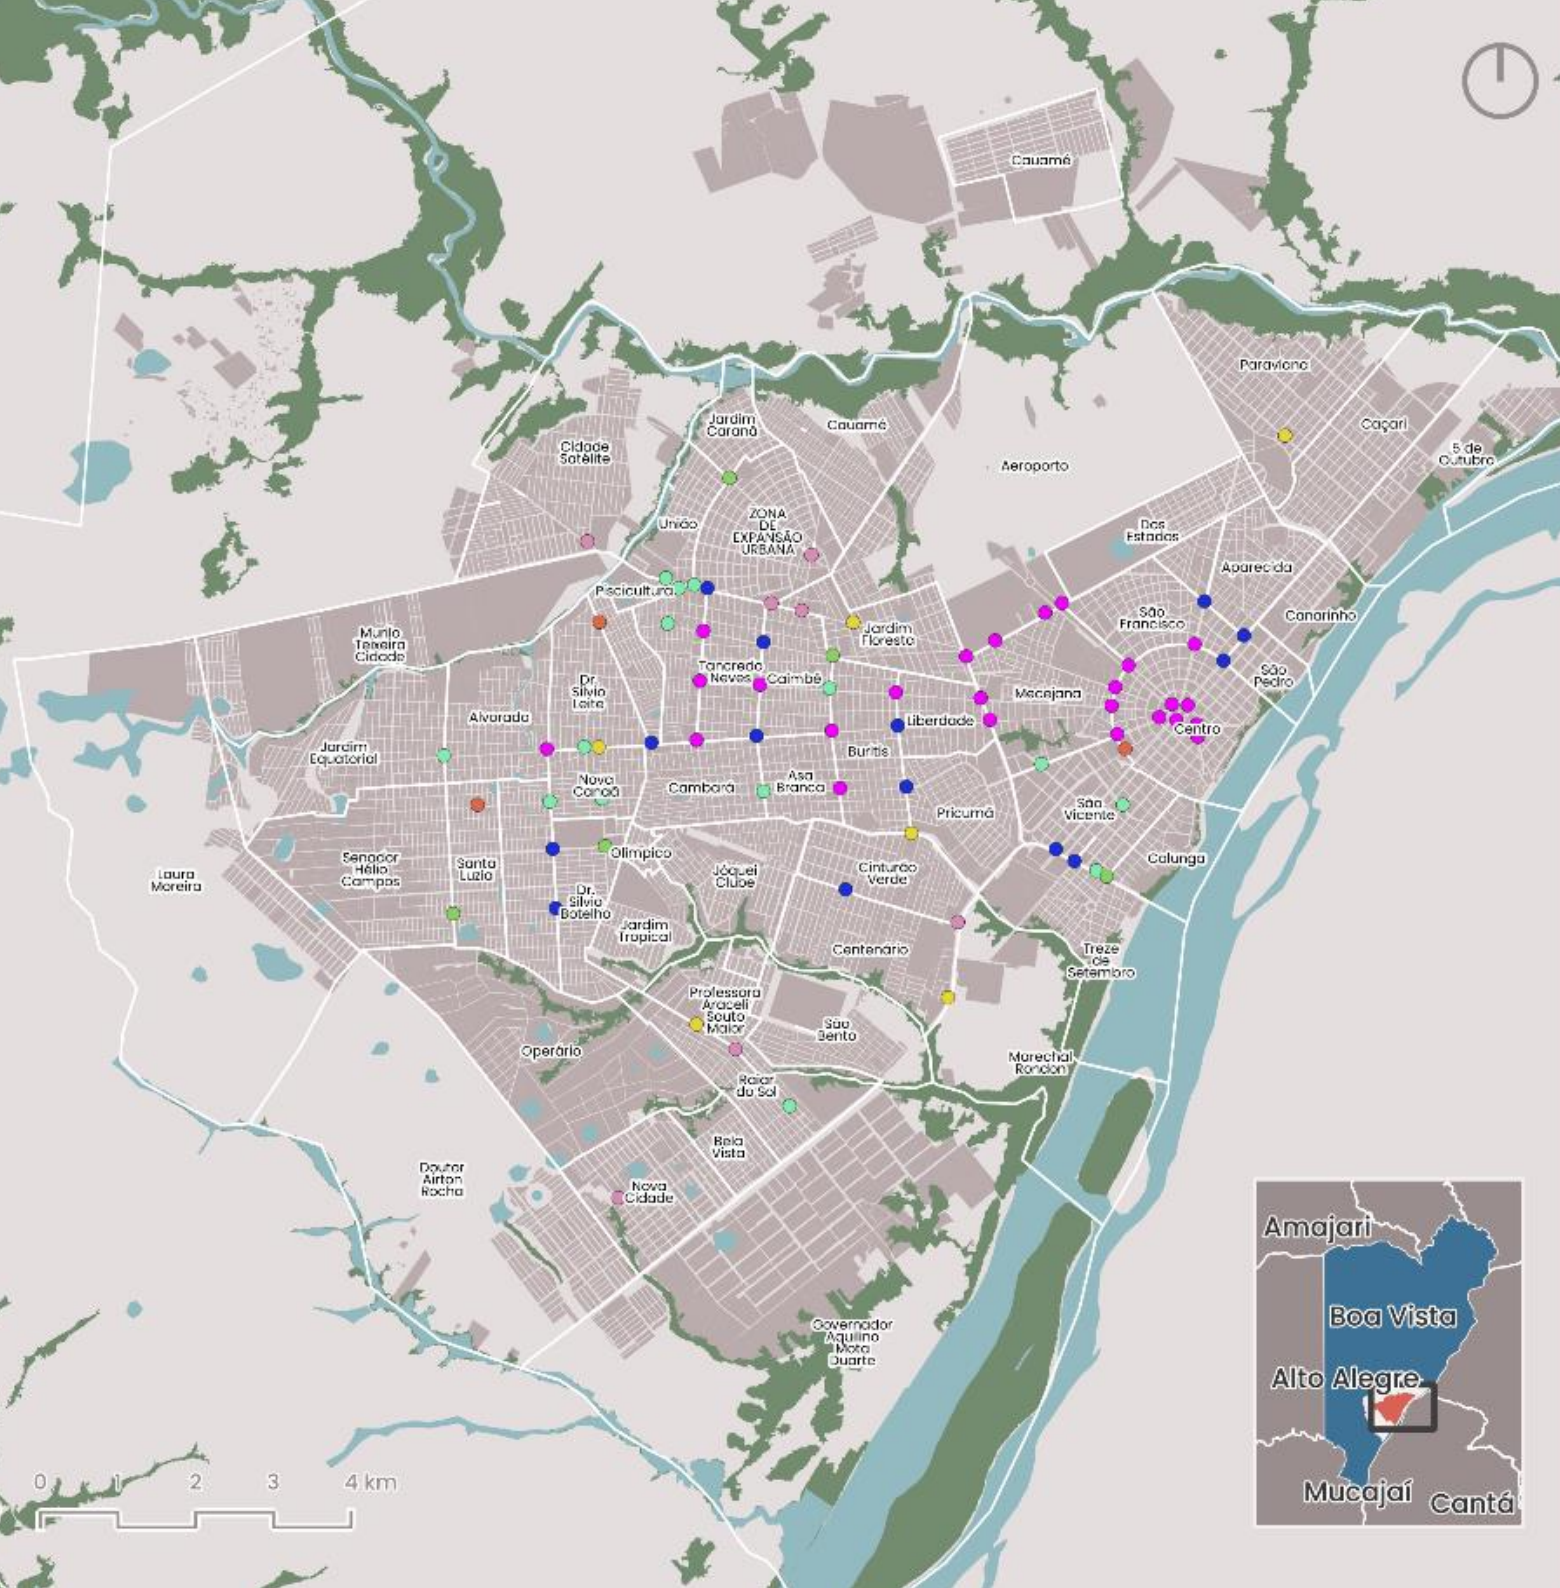 Cauamé
Paraviana
Caçari
5 de
Outubro
Jardim
Caranã
Cauamé
Cidade
Satélite
Aeroporto
União
ZONA
DE
EXPANSÃO
URBANA
Dos
Estados
Aparecida
Piscicultura
Canarinho
São
Francisco
Jardim
Floresta
Murilo
Teixeira
Cidade
São
Pedro
Tancredo
Neves
Caimbé
Dr.
Silvio
Leite
Mecejana
Alvorada
Liberdade
Centro
Jardim
Equatorial
Buritis
Nova
Canaã
Cambará
Asa
Branca
Pricumã
São
Vicente
Calunga
Olímpico
Senador
Hélio
Campos
Santa
Luzia
Laura
Moreira
Jóquei
Clube
Cinturão
Verde
Dr.
Silvio
Botelho
Jardim
Tropical
Centenário
Treze
de
Setembro
Professora
Araceli
Souto
Maior
São
Bento
Operário
Marechal
Rondon
Raiar
do Sol
Bela
Vista
Doutor
Airton
Rocha
Nova
Cidade
Governador
Aquilino
Mota
Duarte
Amajari
Boa Vista
Alto Alegre
Mucajaí
Cantá
0 1 2 3 4 km